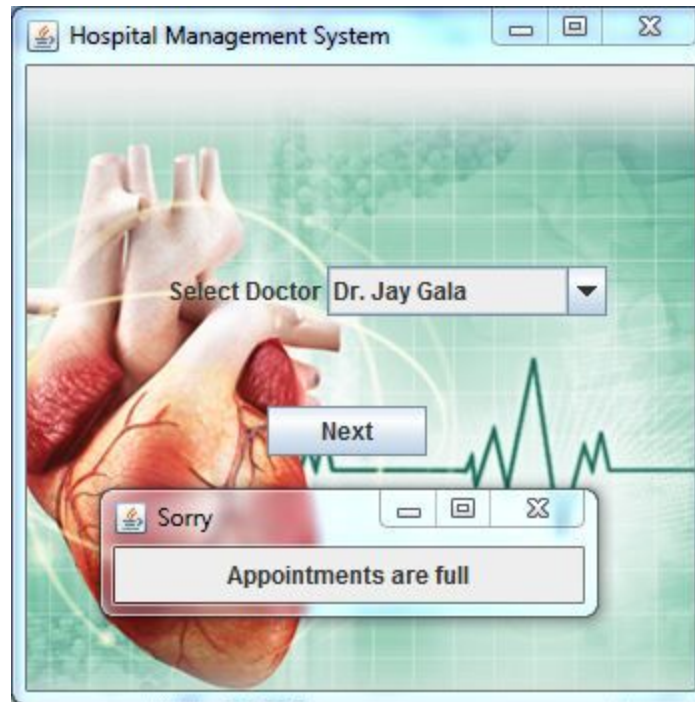 Hospital Management System
Select Doctor Dr. Jay Gala
Next
Sorry
Appointments are full